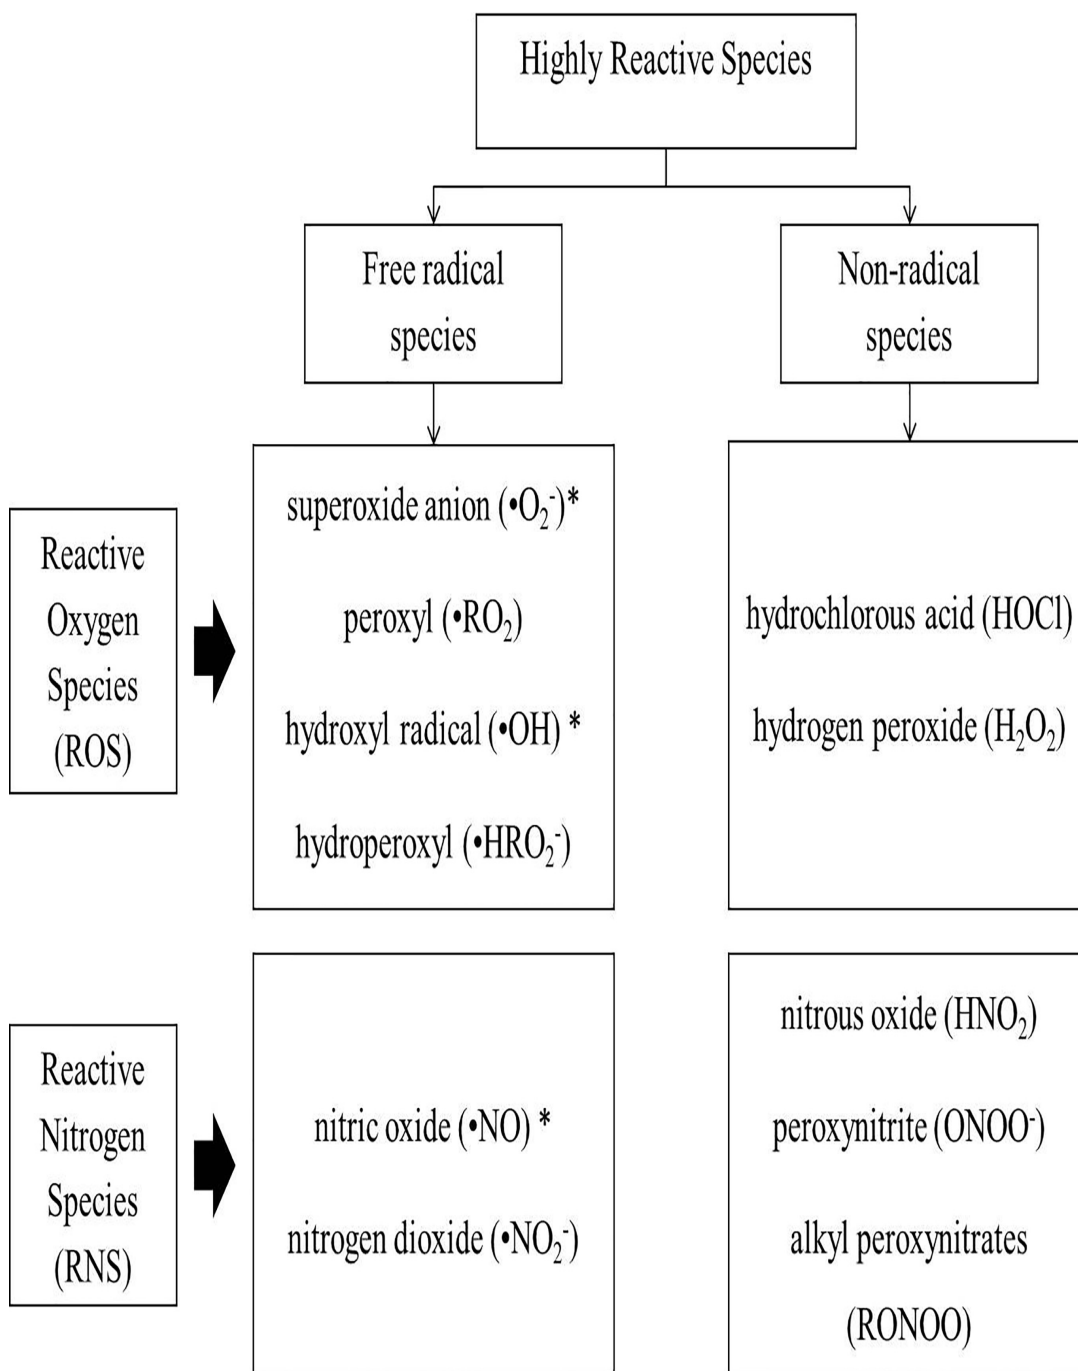 Highly Reactive Species
Free radical
species
Non-radical
species
Reactive
Oxygen
Species
(ROS)
superoxide anion (•O₂⁻)*
peroxyl (•RO₂)
hydroxyl radical (•OH) *
hydroperoxyl (•HRO₂⁻)
hydrochlorous acid (HOCl)
hydrogen peroxide (H₂O₂)
Reactive
Nitrogen
Species
(RNS)
nitric oxide (•NO) *
nitrogen dioxide (•NO₂⁻)
nitrous oxide (HNO₂)
peroxynitrite (ONOO⁻)
alkyl peroxynitrates
(RONOO)